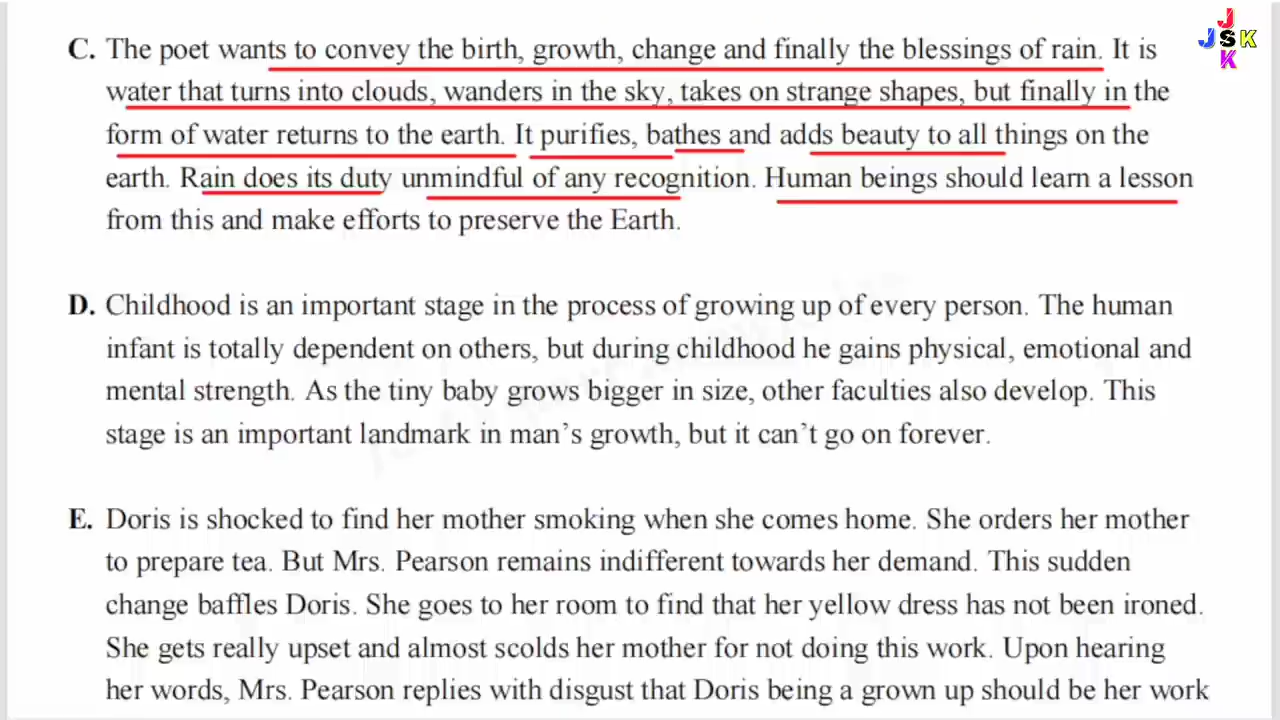 J
JSK
K
C. The poet wants to convey the birth, growth, change and finally the blessings of rain. It is
water that turns into clouds, wanders in the sky, takes on strange shapes, but finally in the
form of water returns to the earth. It purifies, bathes and adds beauty to all things on the
earth. Rain does its duty unmindful of any recognition. Human beings should learn a lesson
from this and make efforts to preserve the Earth.
D. Childhood is an important stage in the process of growing up of every person. The human
infant is totally dependent on others, but during childhood he gains physical, emotional and
mental strength. As the tiny baby grows bigger in size, other faculties also develop. This
stage is an important landmark in man's growth, but it can't go on forever.
E. Doris is shocked to find her mother smoking when she comes home. She orders her mother
to prepare tea. But Mrs. Pearson remains indifferent towards her demand. This sudden
change baffles Doris. She goes to her room to find that her yellow dress has not been ironed.
She gets really upset and almost scolds her mother for not doing this work. Upon hearing
her words, Mrs. Pearson replies with disgust that Doris being a grown up should be her work